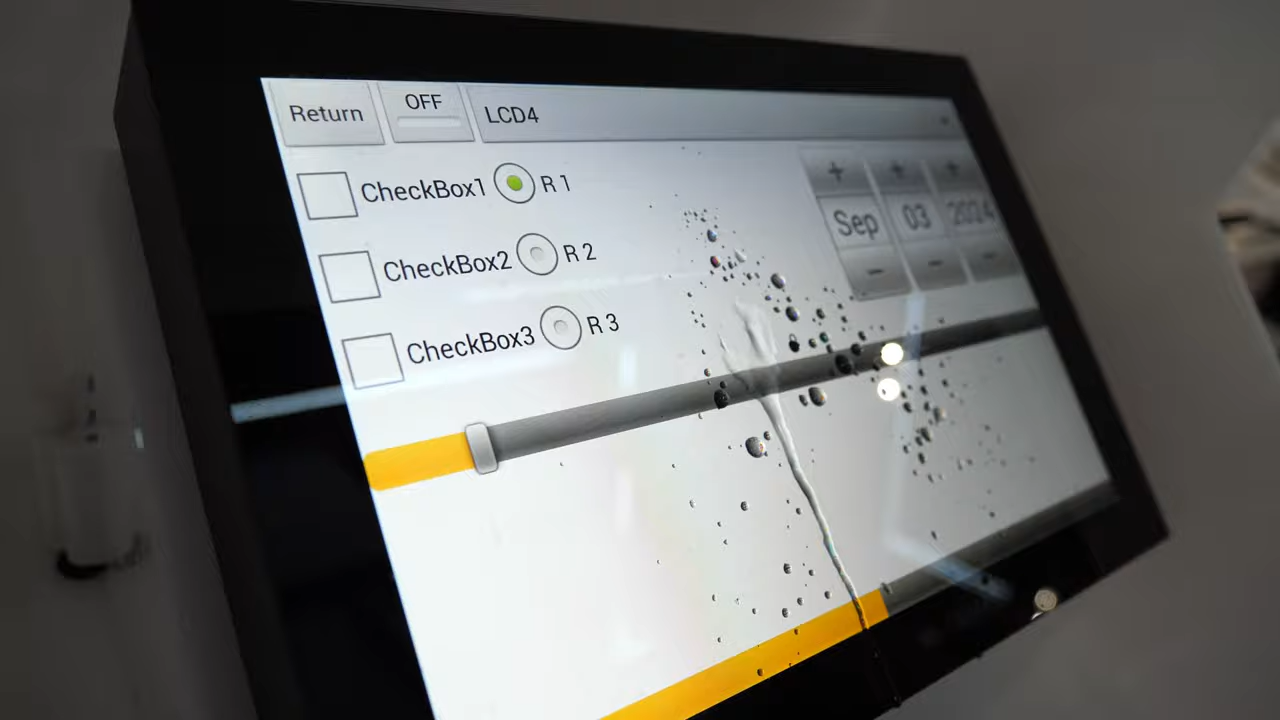 Return OFF LCD4
CheckBox1 R 1
+ + +
Sep 03 2024
- - -
CheckBox2 R 2
CheckBox3 R 3